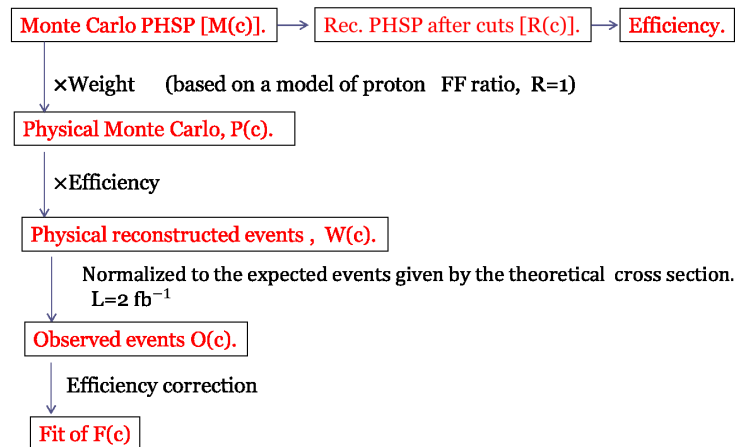 Monte Carlo PHSP [M(c)]. Rec. PHSP after cuts [R(c)]. Efficiency.
×Weight (based on a model of proton FF ratio, R=1)
Physical Monte Carlo, P(c).
×Efficiency
Physical reconstructed events , W(c).
Normalized to the expected events given by the theoretical cross section.
L=2 fb⁻¹
Observed events O(c).
Efficiency correction
Fit of F(c)